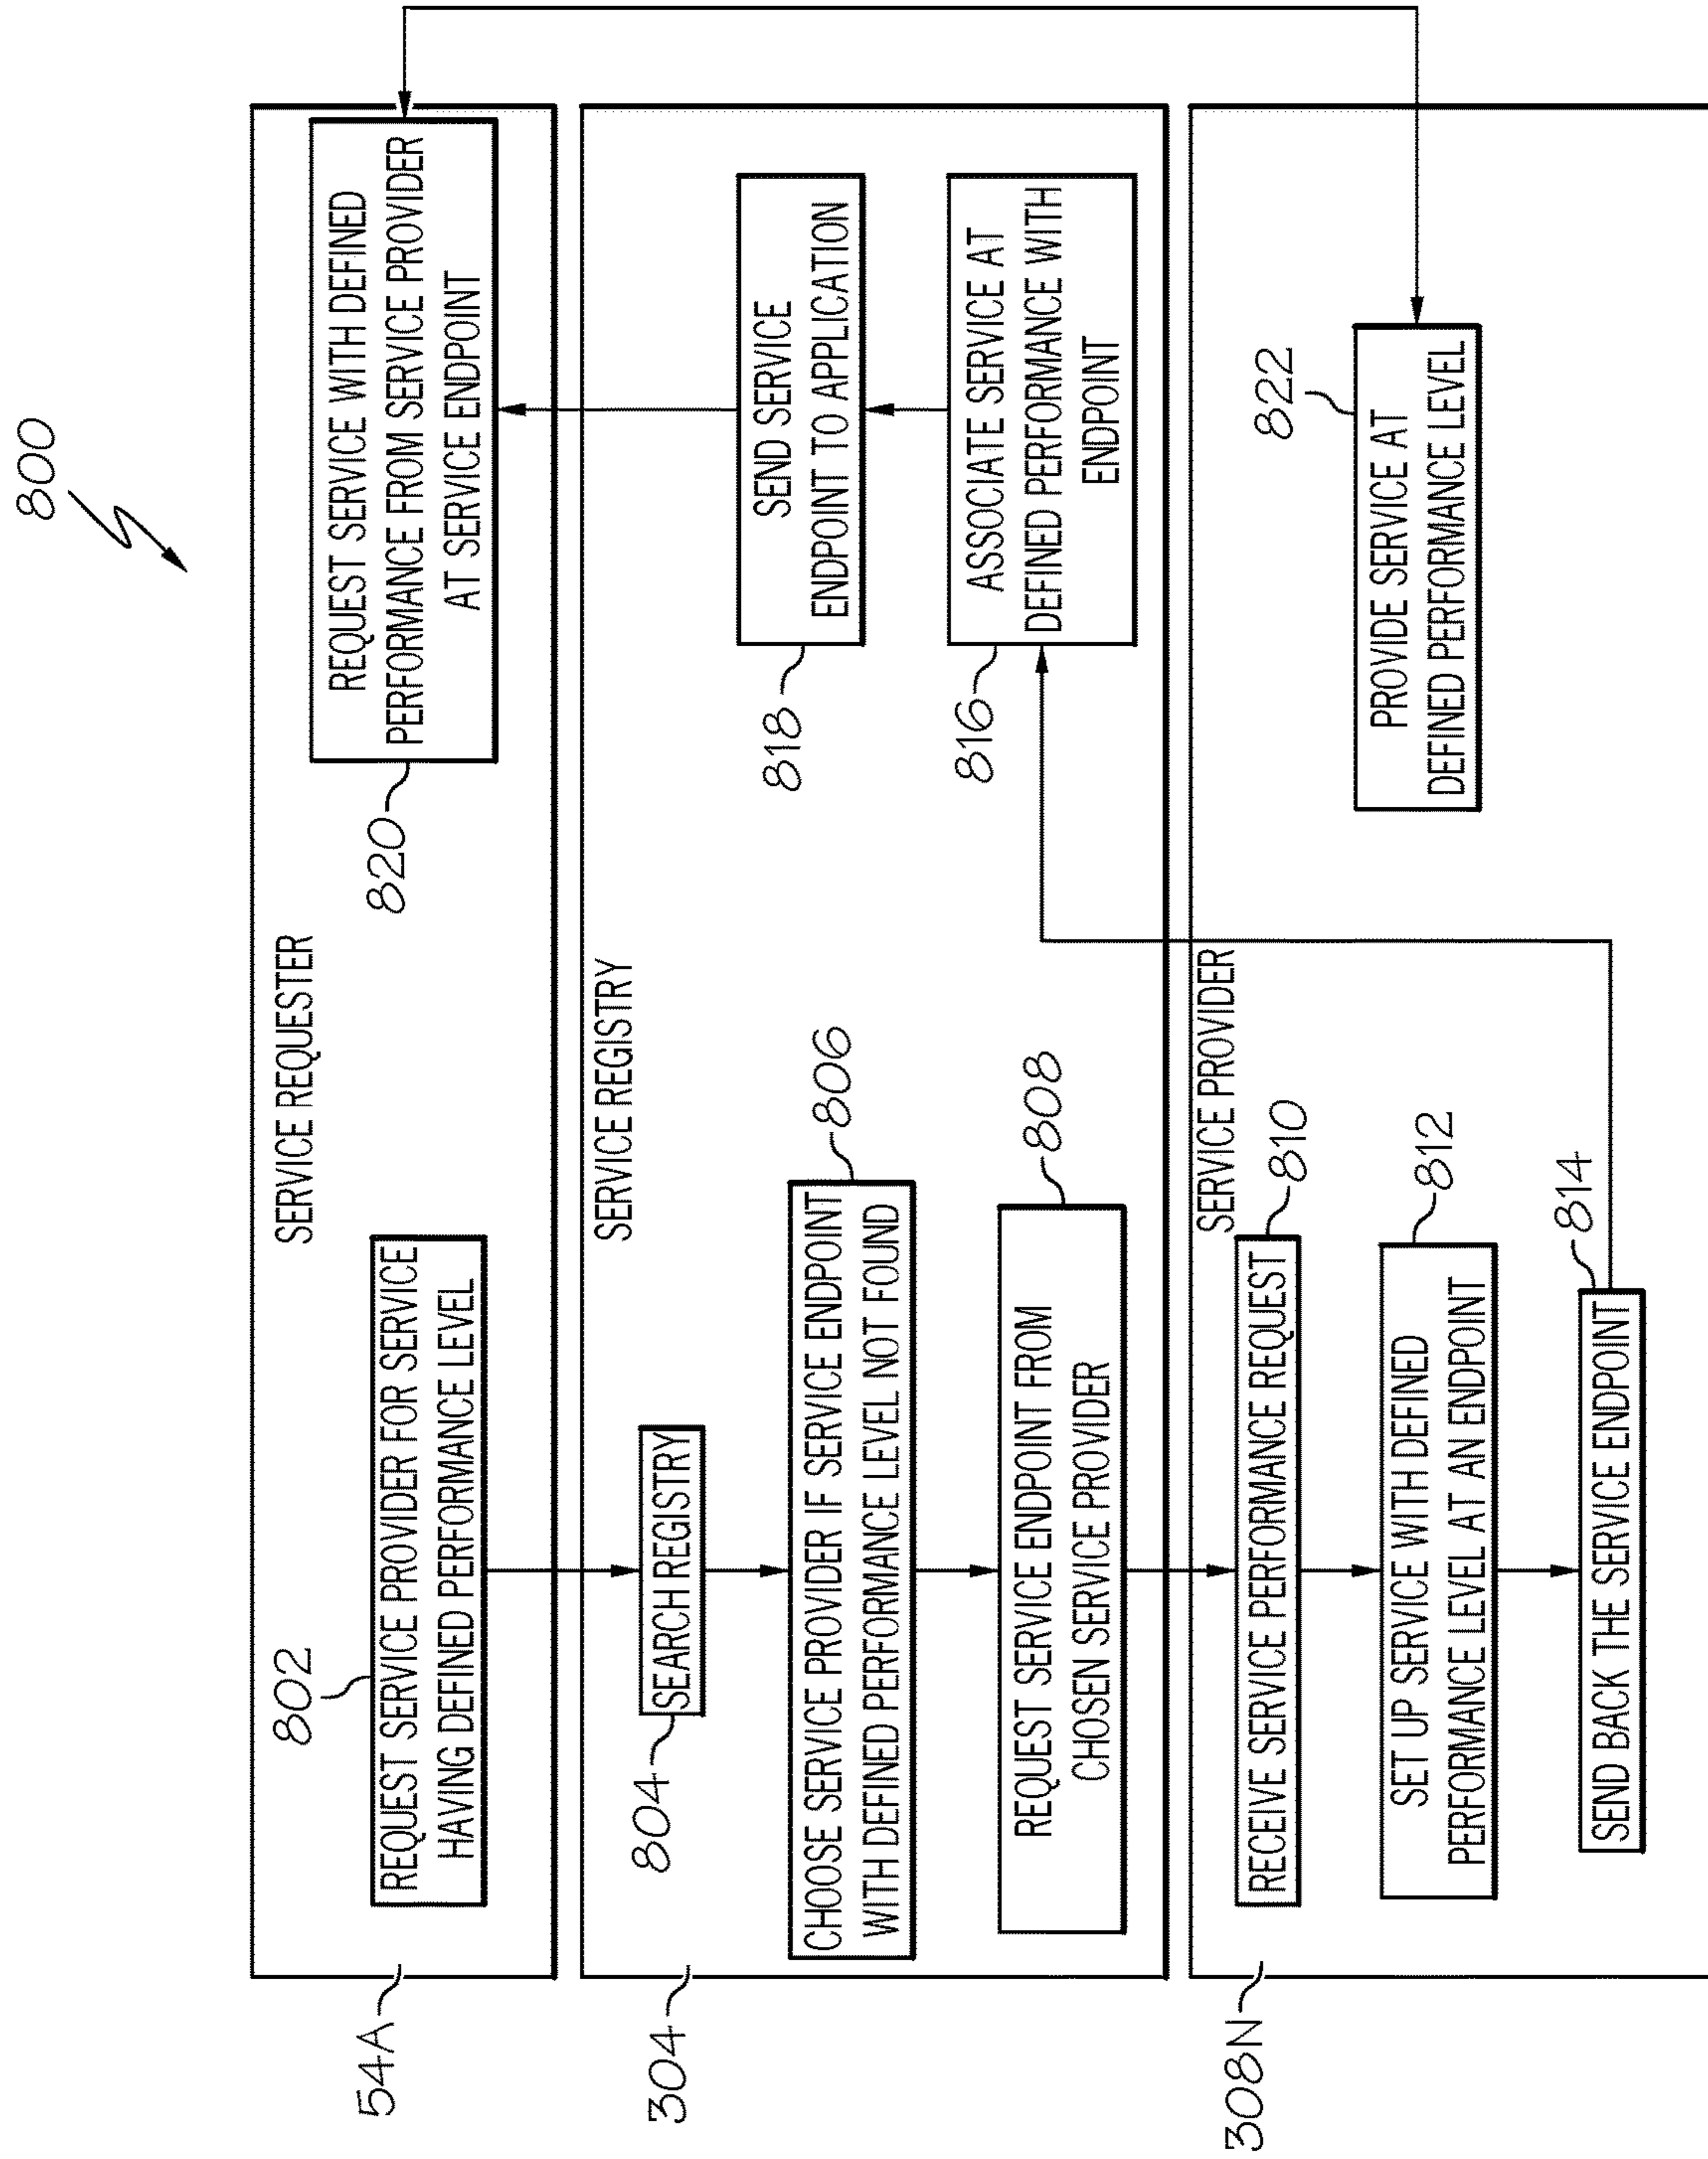 800
SERVICE REQUESTER
54A
802
REQUEST SERVICE PROVIDER FOR SERVICE
HAVING DEFINED PERFORMANCE LEVEL
820
REQUEST SERVICE WITH DEFINED
PERFORMANCE FROM SERVICE PROVIDER
AT SERVICE ENDPOINT
SERVICE REGISTRY
304
804
SEARCH REGISTRY
806
CHOOSE SERVICE PROVIDER IF SERVICE ENDPOINT
WITH DEFINED PERFORMANCE LEVEL NOT FOUND
808
REQUEST SERVICE ENDPOINT FROM
CHOSEN SERVICE PROVIDER
818
SEND SERVICE
ENDPOINT TO APPLICATION
816
ASSOCIATE SERVICE AT
DEFINED PERFORMANCE WITH
ENDPOINT
SERVICE PROVIDER
308N
810
RECEIVE SERVICE PERFORMANCE REQUEST
812
SET UP SERVICE WITH DEFINED
PERFORMANCE LEVEL AT AN ENDPOINT
814
SEND BACK THE SERVICE ENDPOINT
822
PROVIDE SERVICE AT
DEFINED PERFORMANCE LEVEL